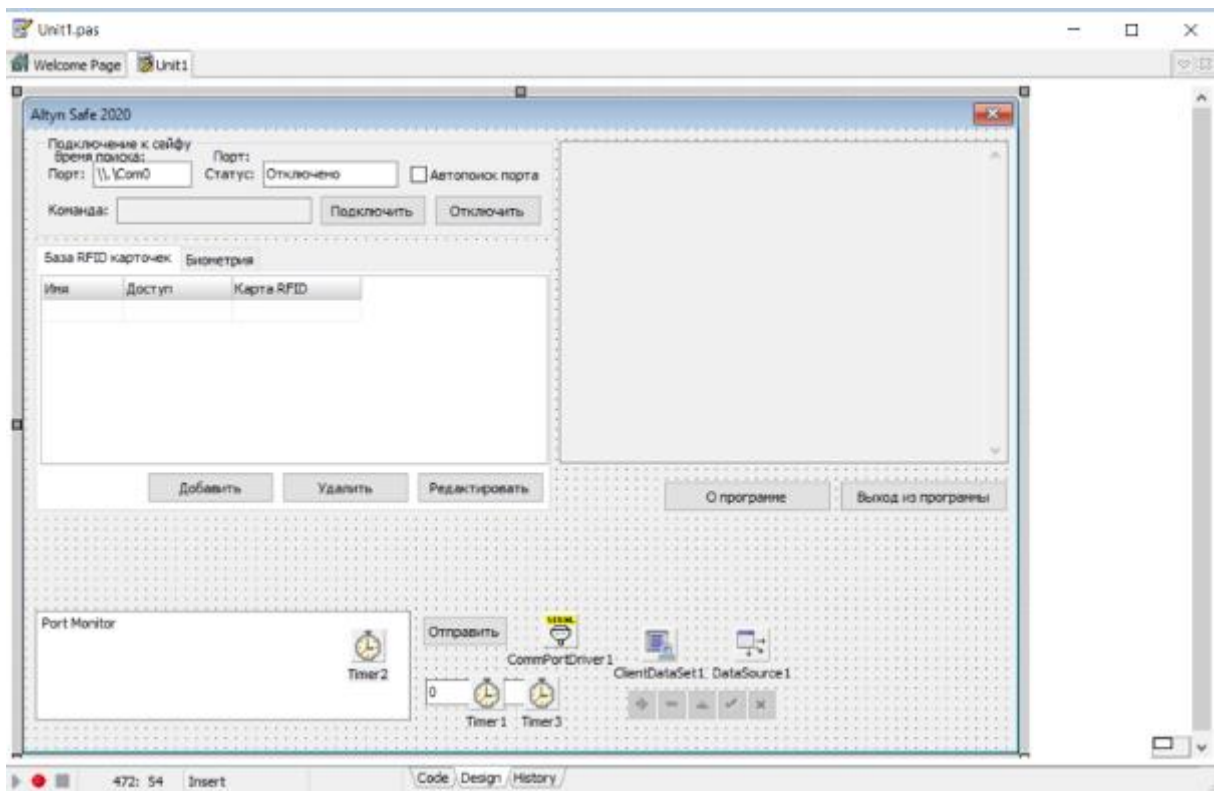 Unit1.pas
Welcome Page Unit1
Altyn Safe 2020
Подключение к сейфу
Время поиска: Порт:
Порт: \\.\Com0 Статус: Отключено Автопоиск порта
Команда: Подключить Отключить
База RFID карточек Биометрия
Имя Доступ Карта RFID
Добавить Удалить Редактировать
О программе Выход из программы
Port Monitor
Отправить
SERIAL
CommPortDriver1
Timer2
ClientDataSet1 DataSource1
0
Timer1 Timer3
472: 54 Insert Code Design History